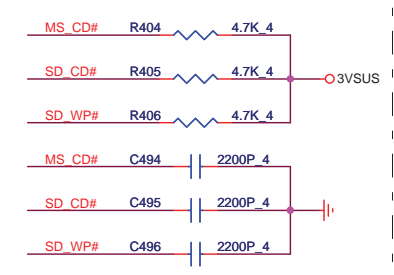 MS_CD# R404 4.7K_4
SD_CD# R405 4.7K_4 3VSUS
SD_WP# R406 4.7K_4
MS_CD# C494 2200P_4
SD_CD# C495 2200P_4
SD_WP# C496 2200P_4